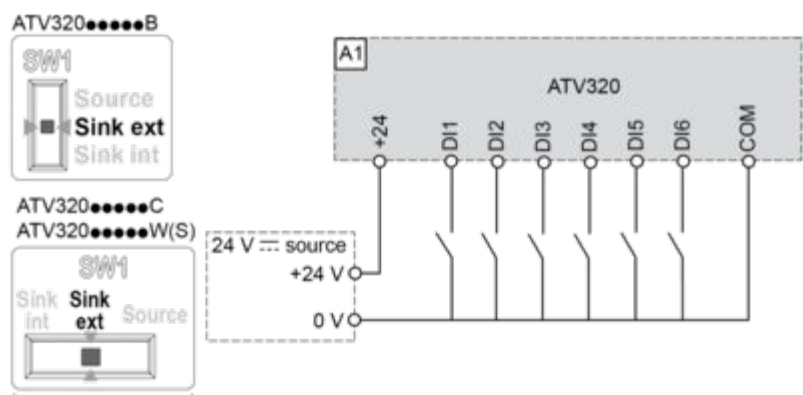 ATV320●●●●●B
SW1
Source
Sink ext
Sink int
ATV320●●●●●C
ATV320●●●●●W(S)
SW1
Sink int
Sink ext
Source
A1
ATV320
+24
DI1
DI2
DI3
DI4
DI5
DI6
COM
24 V ⎓ source
+24 V
0 V